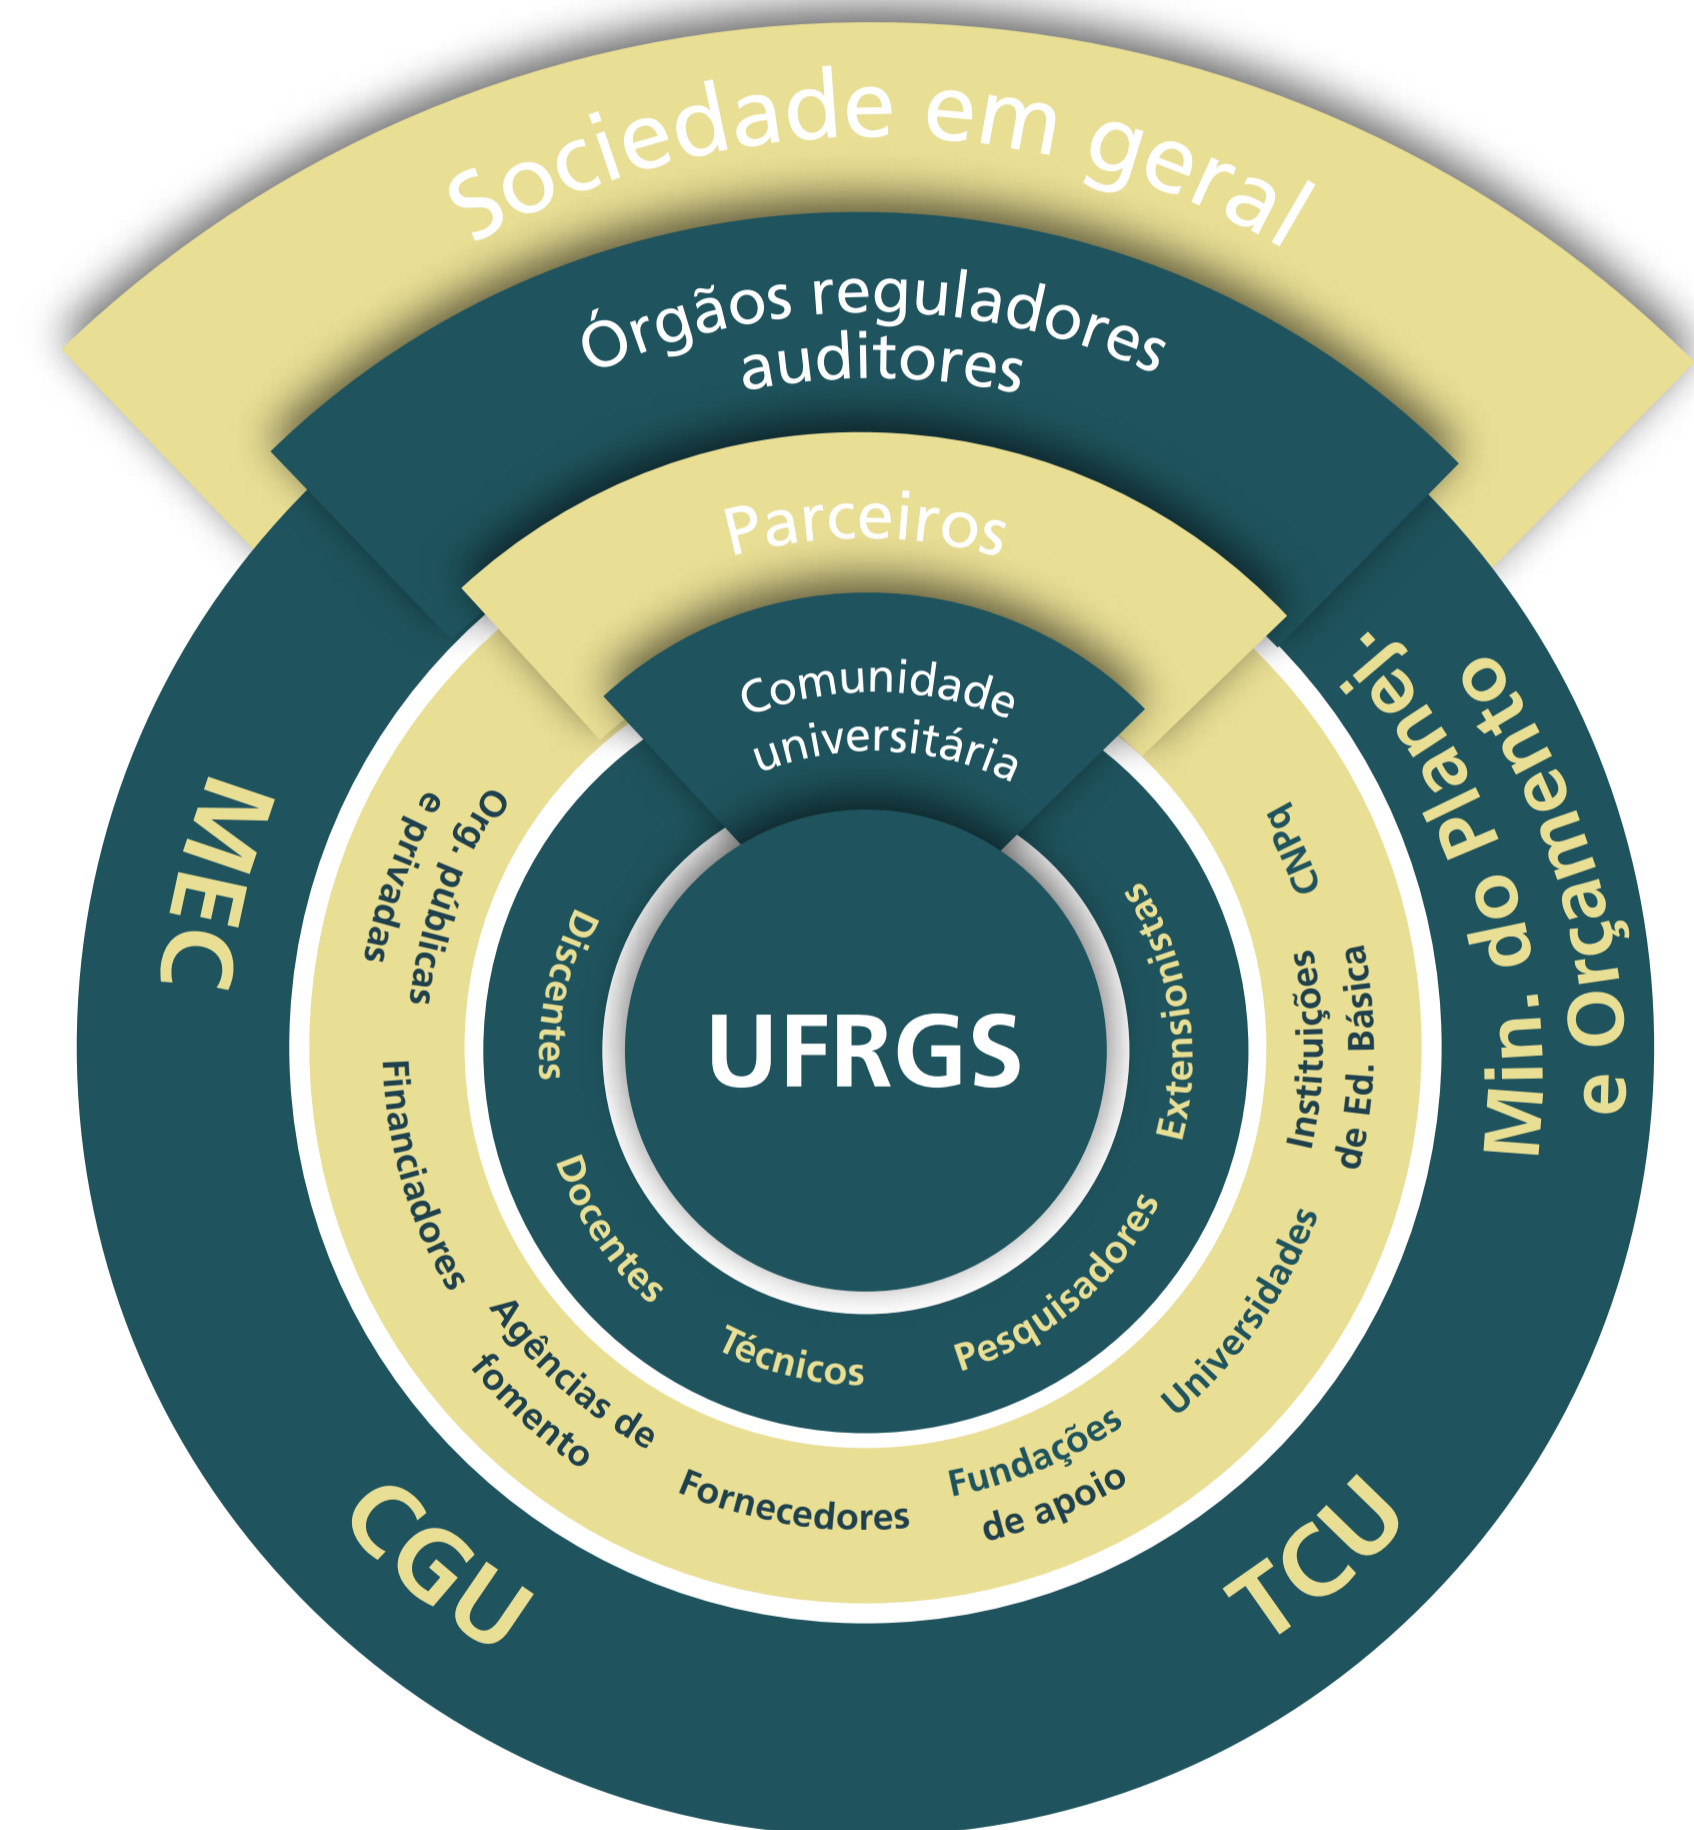 Sociedade em geral
Órgãos reguladores
auditores
Parceiros
Comunidade
universitária
UFRGS
Discentes
Docentes
Técnicos
Pesquisadores
Extensionistas
Org. públicas
e privadas
Financiadores
Agências de
fomento
Fornecedores
Fundações
de apoio
Universidades
Instituições
de Ed. Básica
CNPq
MEC
CGU
TCU
Min. do Planej.
e Orçamento